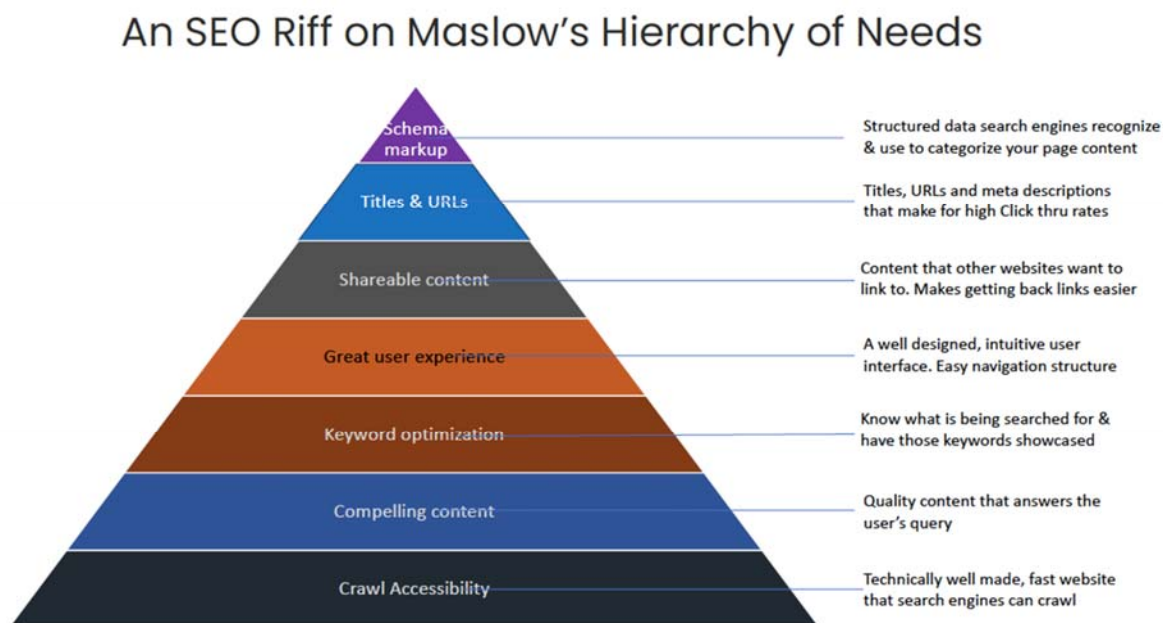 An SEO Riff on Maslow's Hierarchy of Needs
Schema
markup
Structured data search engines recognize
& use to categorize your page content
Titles & URLs
Titles, URLs and meta descriptions
that make for high Click thru rates
Shareable content
Content that other websites want to
link to. Makes getting back links easier
Great user experience
A well designed, intuitive user
interface. Easy navigation structure
Keyword optimization
Know what is being searched for &
have those keywords showcased
Compelling content
Quality content that answers the
user's query
Crawl Accessibility
Technically well made, fast website
that search engines can crawl